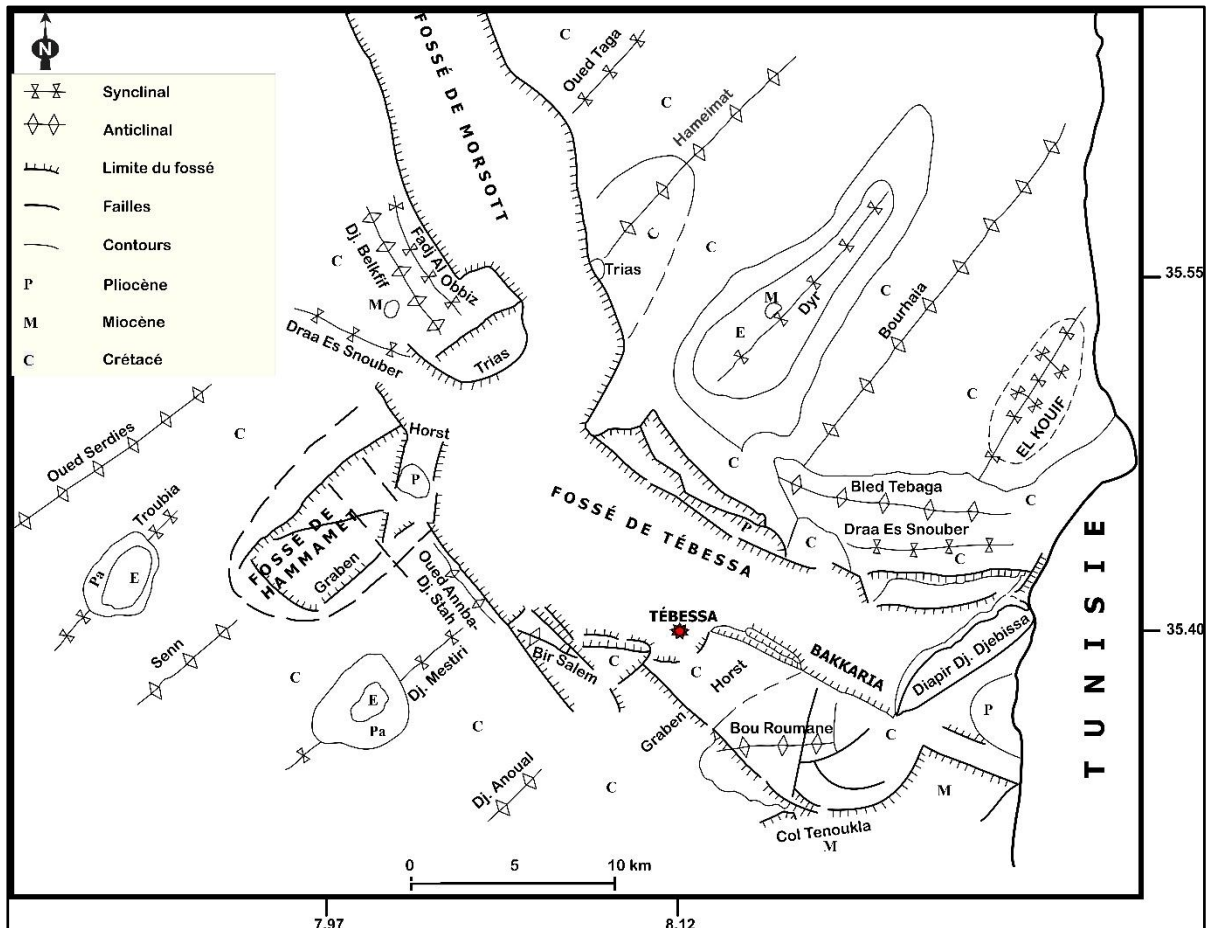 N
Synclinal
Anticlinal
Limite du fossé
Failles
Contours
P Pliocène
M Miocène
C Crétacé
FOSSÉ DE MORSOTT
C
Oued Taga
C
Hameimat
C
Trias
C
Dj. Belkfif
Fadj Al Obbiz
C
M
Draa Es Snouber
Trias
M
E
Dyr
C
Bourhaia
C
EL KOUIF
35.55
Oued Serdies
C
Horst
P
Troubia
Pa
E
FOSSÉ DE
HAMMAMET
Graben
FOSSÉ DE TÉBESSA
C
P
Bled Tebaga
C
Draa Es Snouber
C
C
TUNISIE
Oued Annba-
Dj. Stah
Senn
C
Dj. Mestiri
E
Pa
Bir Salem
C
TÉBESSA
C
Horst
BAKKARIA
Diapir Dj. Djebissa
35.40
P
Graben
Bou Roumane
C
C
Dj. Anoual
C
M
Col Tenoukla
M
0 5 10 km
7.97 8.12